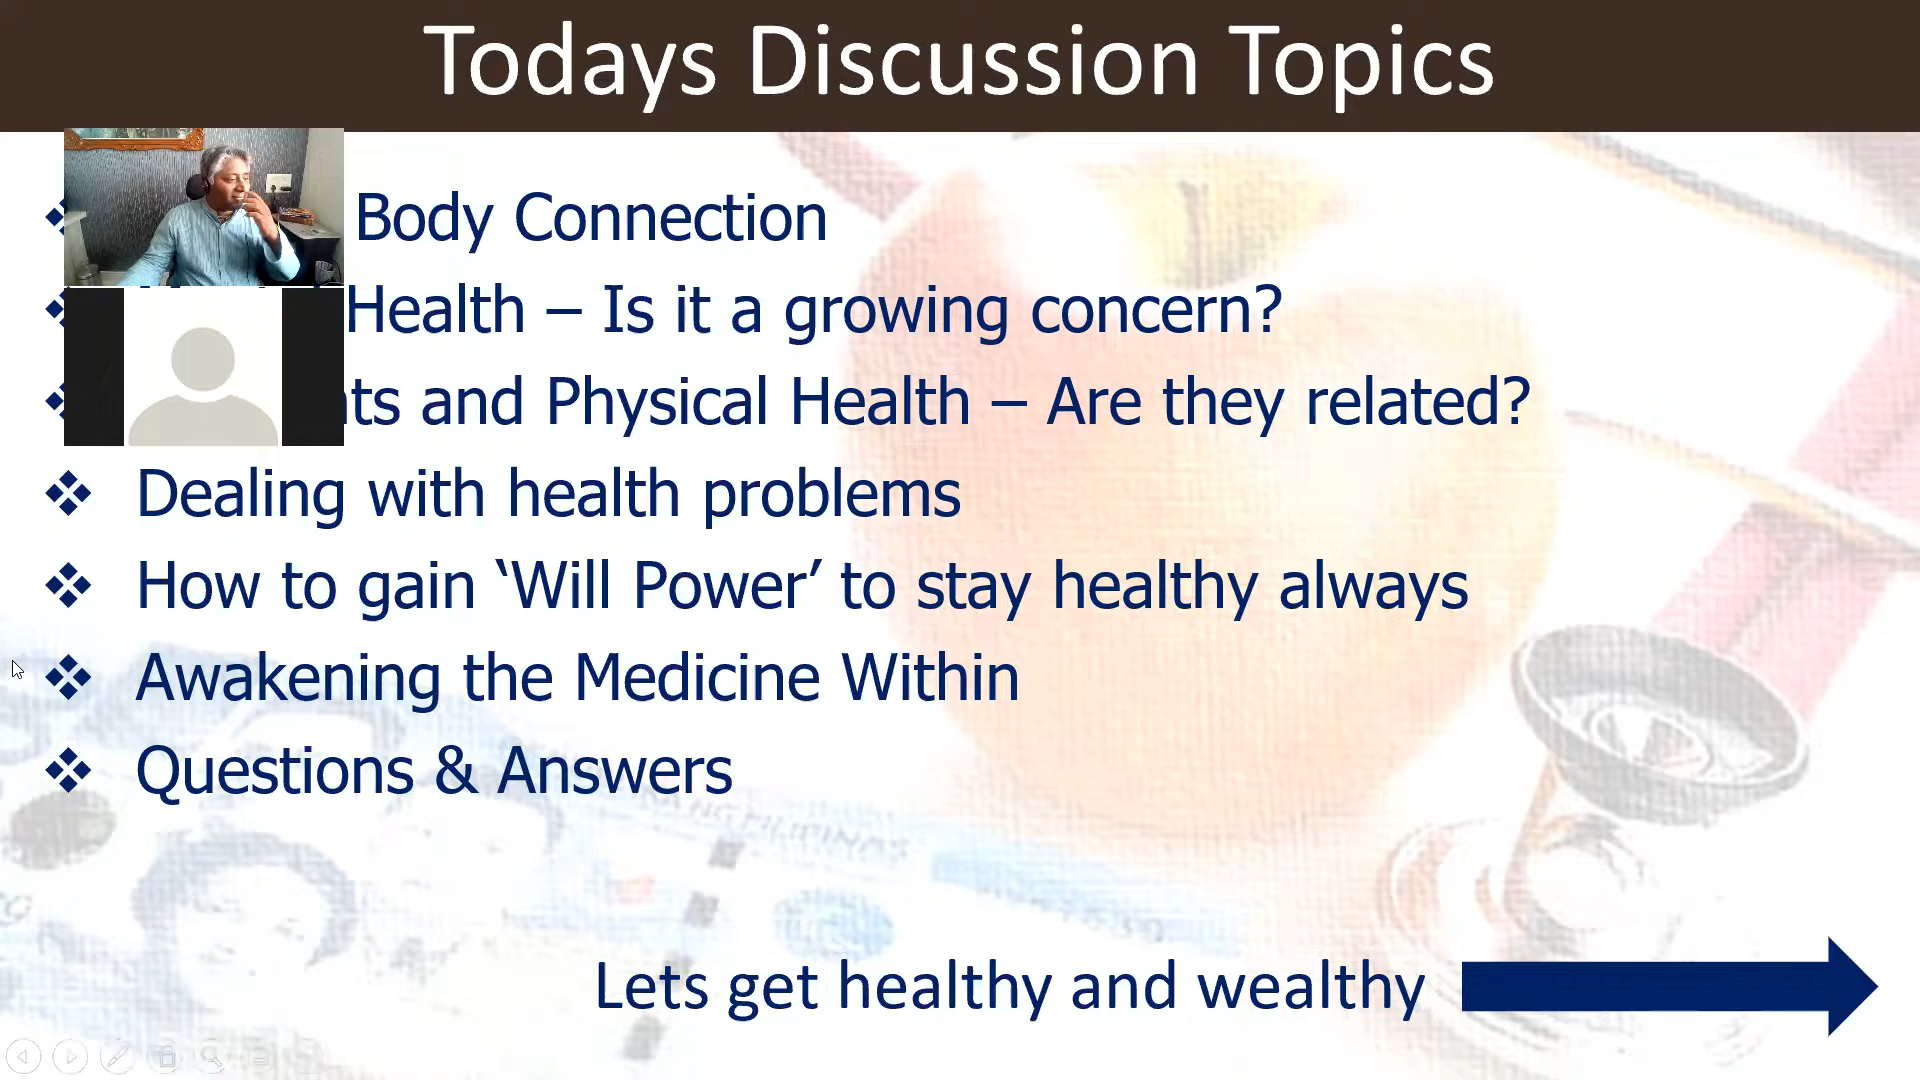 Todays Discussion Topics
Body Connection
Health – Is it a growing concern?
and Physical Health – Are they related?
Dealing with health problems
How to gain ‘Will Power’ to stay healthy always
Awakening the Medicine Within
Questions & Answers
Lets get healthy and wealthy